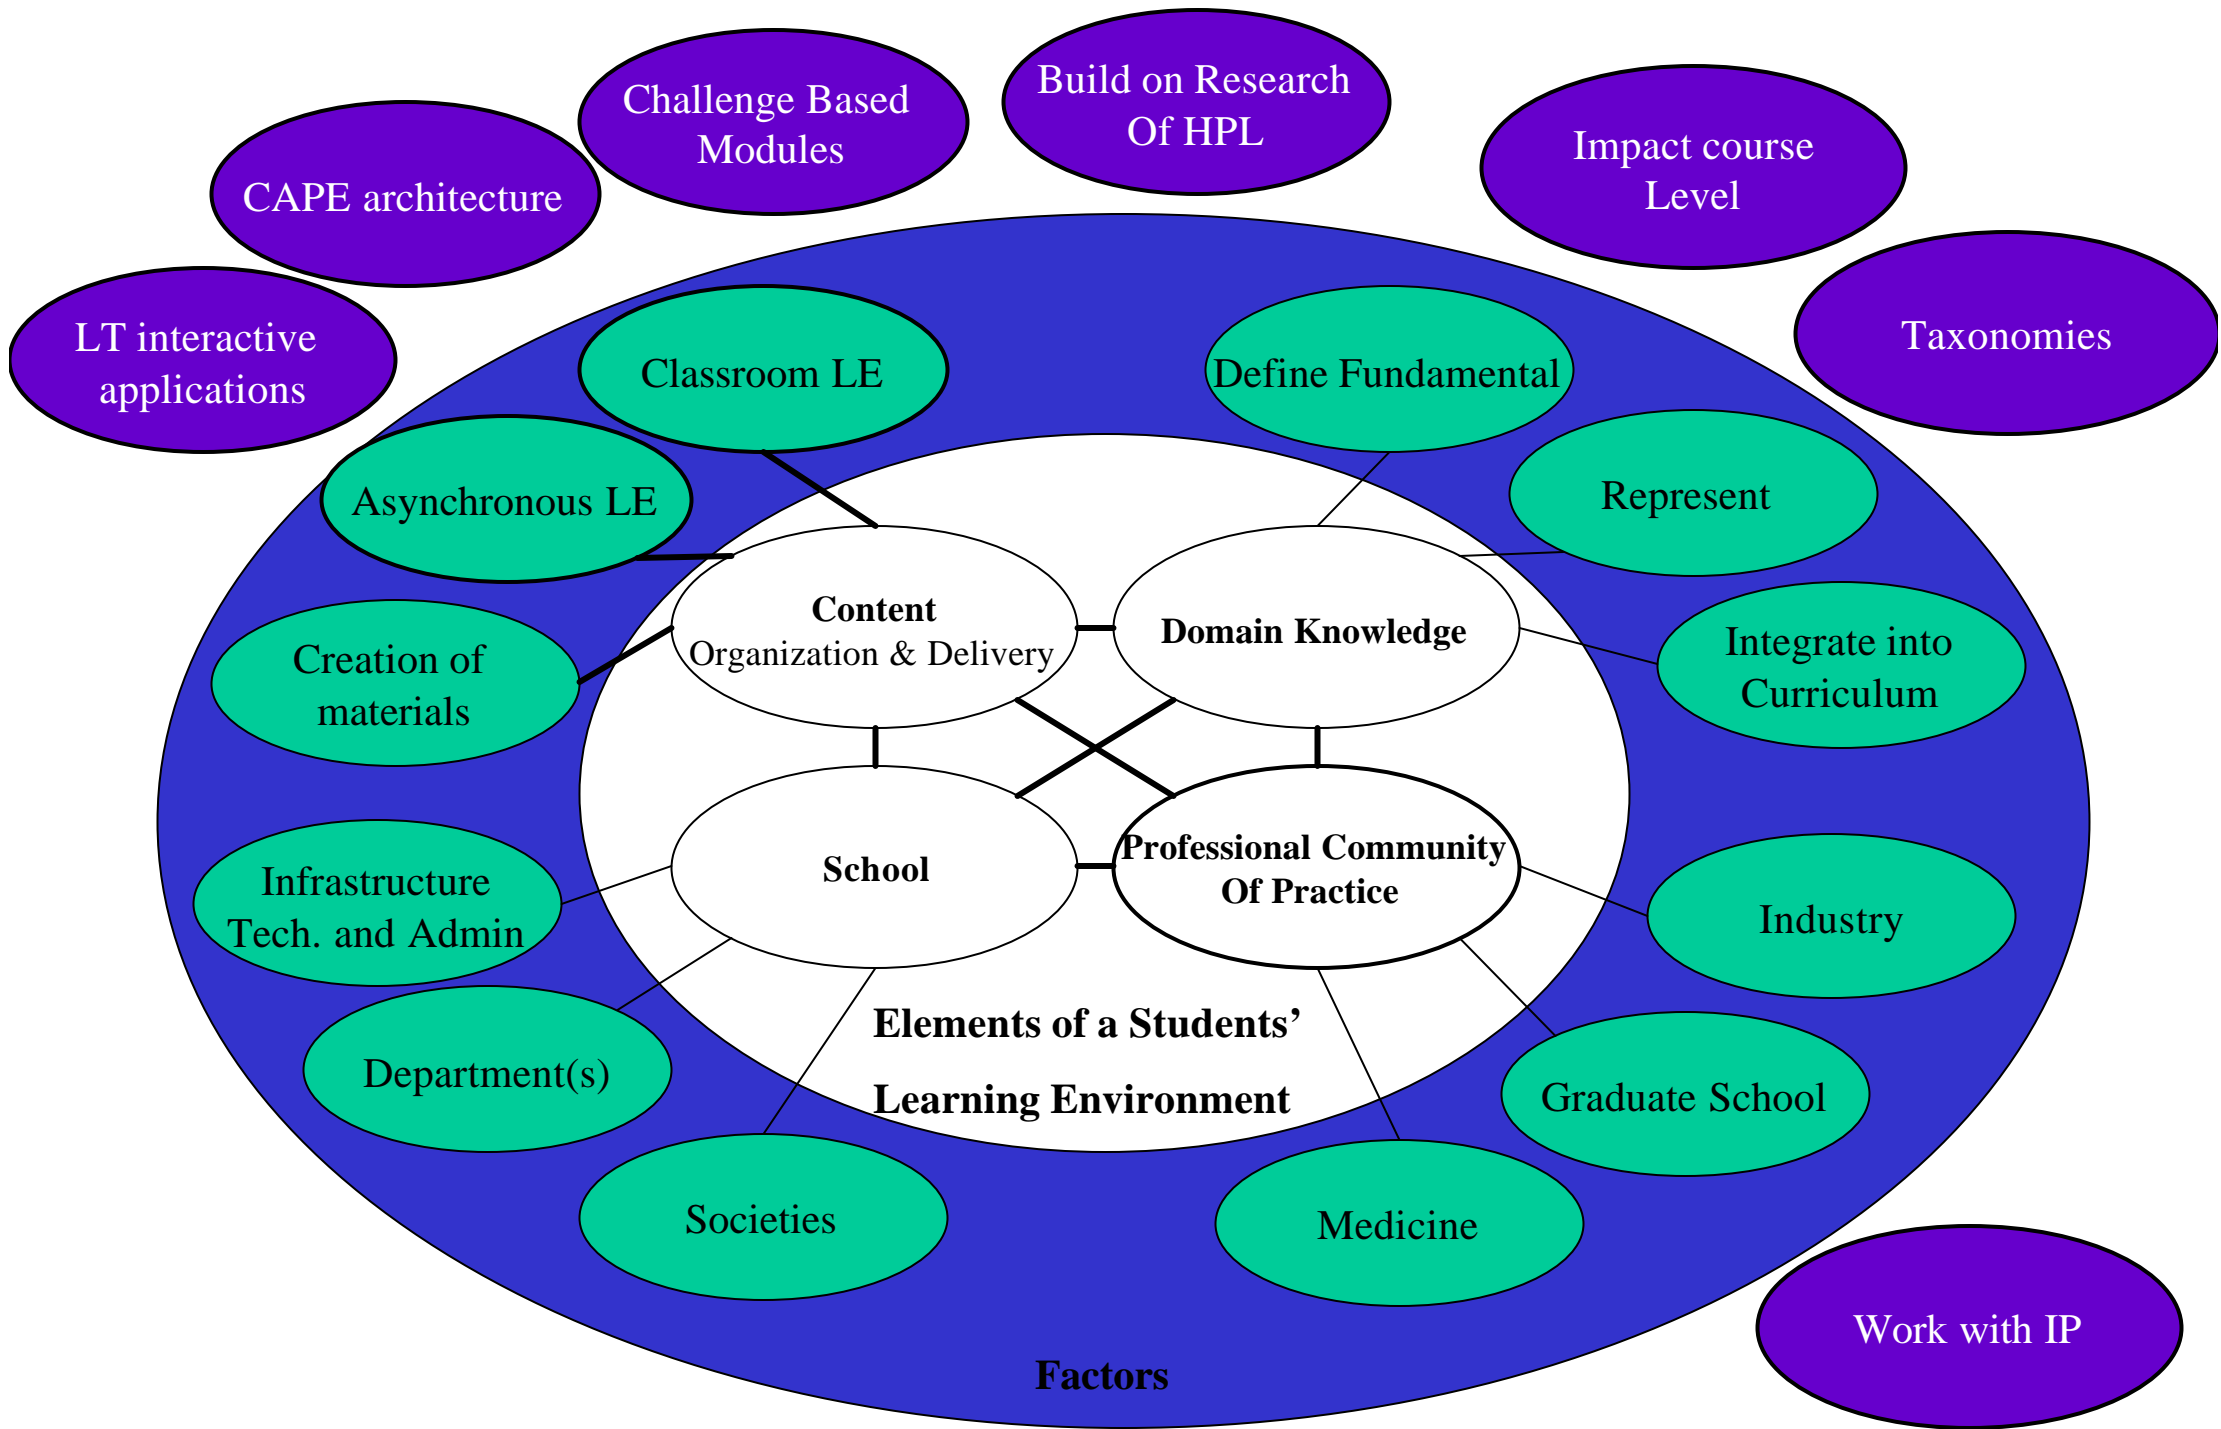 Build on Research
Of HPL
Challenge Based
Modules
Impact course
Level
CAPE architecture
Taxonomies
LT interactive
applications
Classroom LE
Define Fundamental
Asynchronous LE
Represent
Content
Organization & Delivery
Domain Knowledge
Creation of
materials
Integrate into
Curriculum
School
Professional Community
Of Practice
Infrastructure
Tech. and Admin
Industry
Elements of a Students’
Learning Environment
Department(s)
Graduate School
Societies
Medicine
Work with IP
Factors